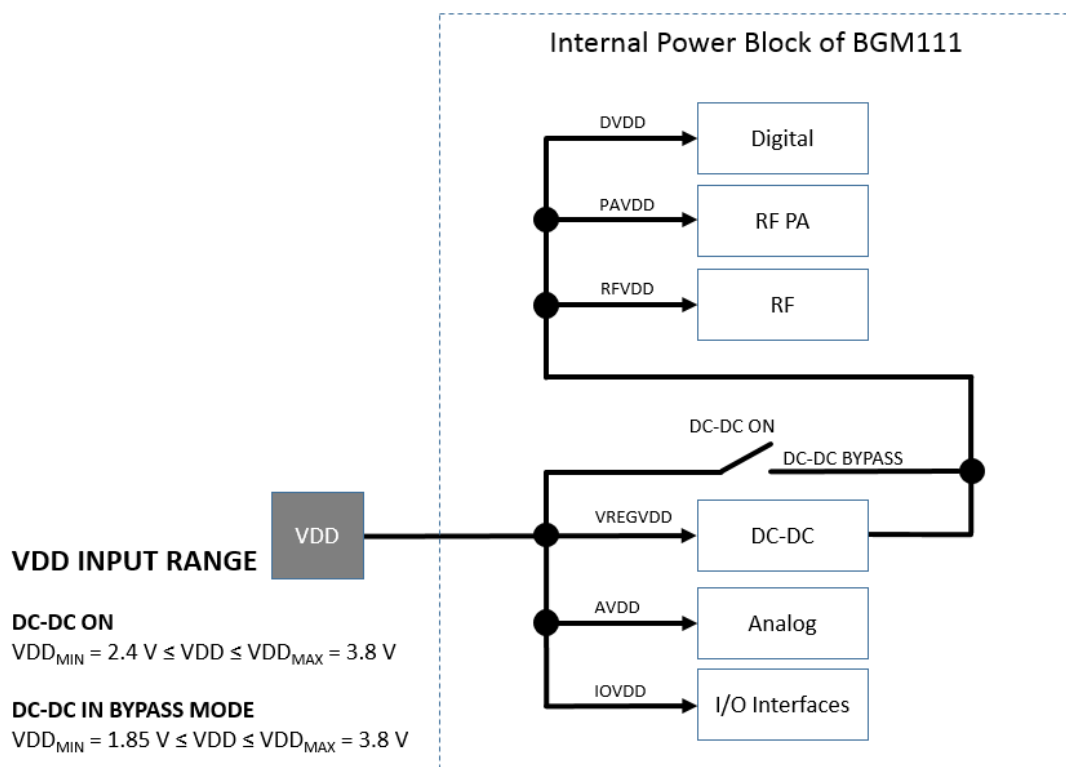 Internal Power Block of BGM111
DVDD
Digital
PAVDD
RF PA
RFVDD
RF
DC-DC ON
DC-DC BYPASS
VDD
VREGVDD
DC-DC
VDD INPUT RANGE
AVDD
Analog
DC-DC ON
VDDMIN = 2.4 V ≤ VDD ≤ VDDMAX = 3.8 V
IOVDD
I/O Interfaces
DC-DC IN BYPASS MODE
VDDMIN = 1.85 V ≤ VDD ≤ VDDMAX = 3.8 V